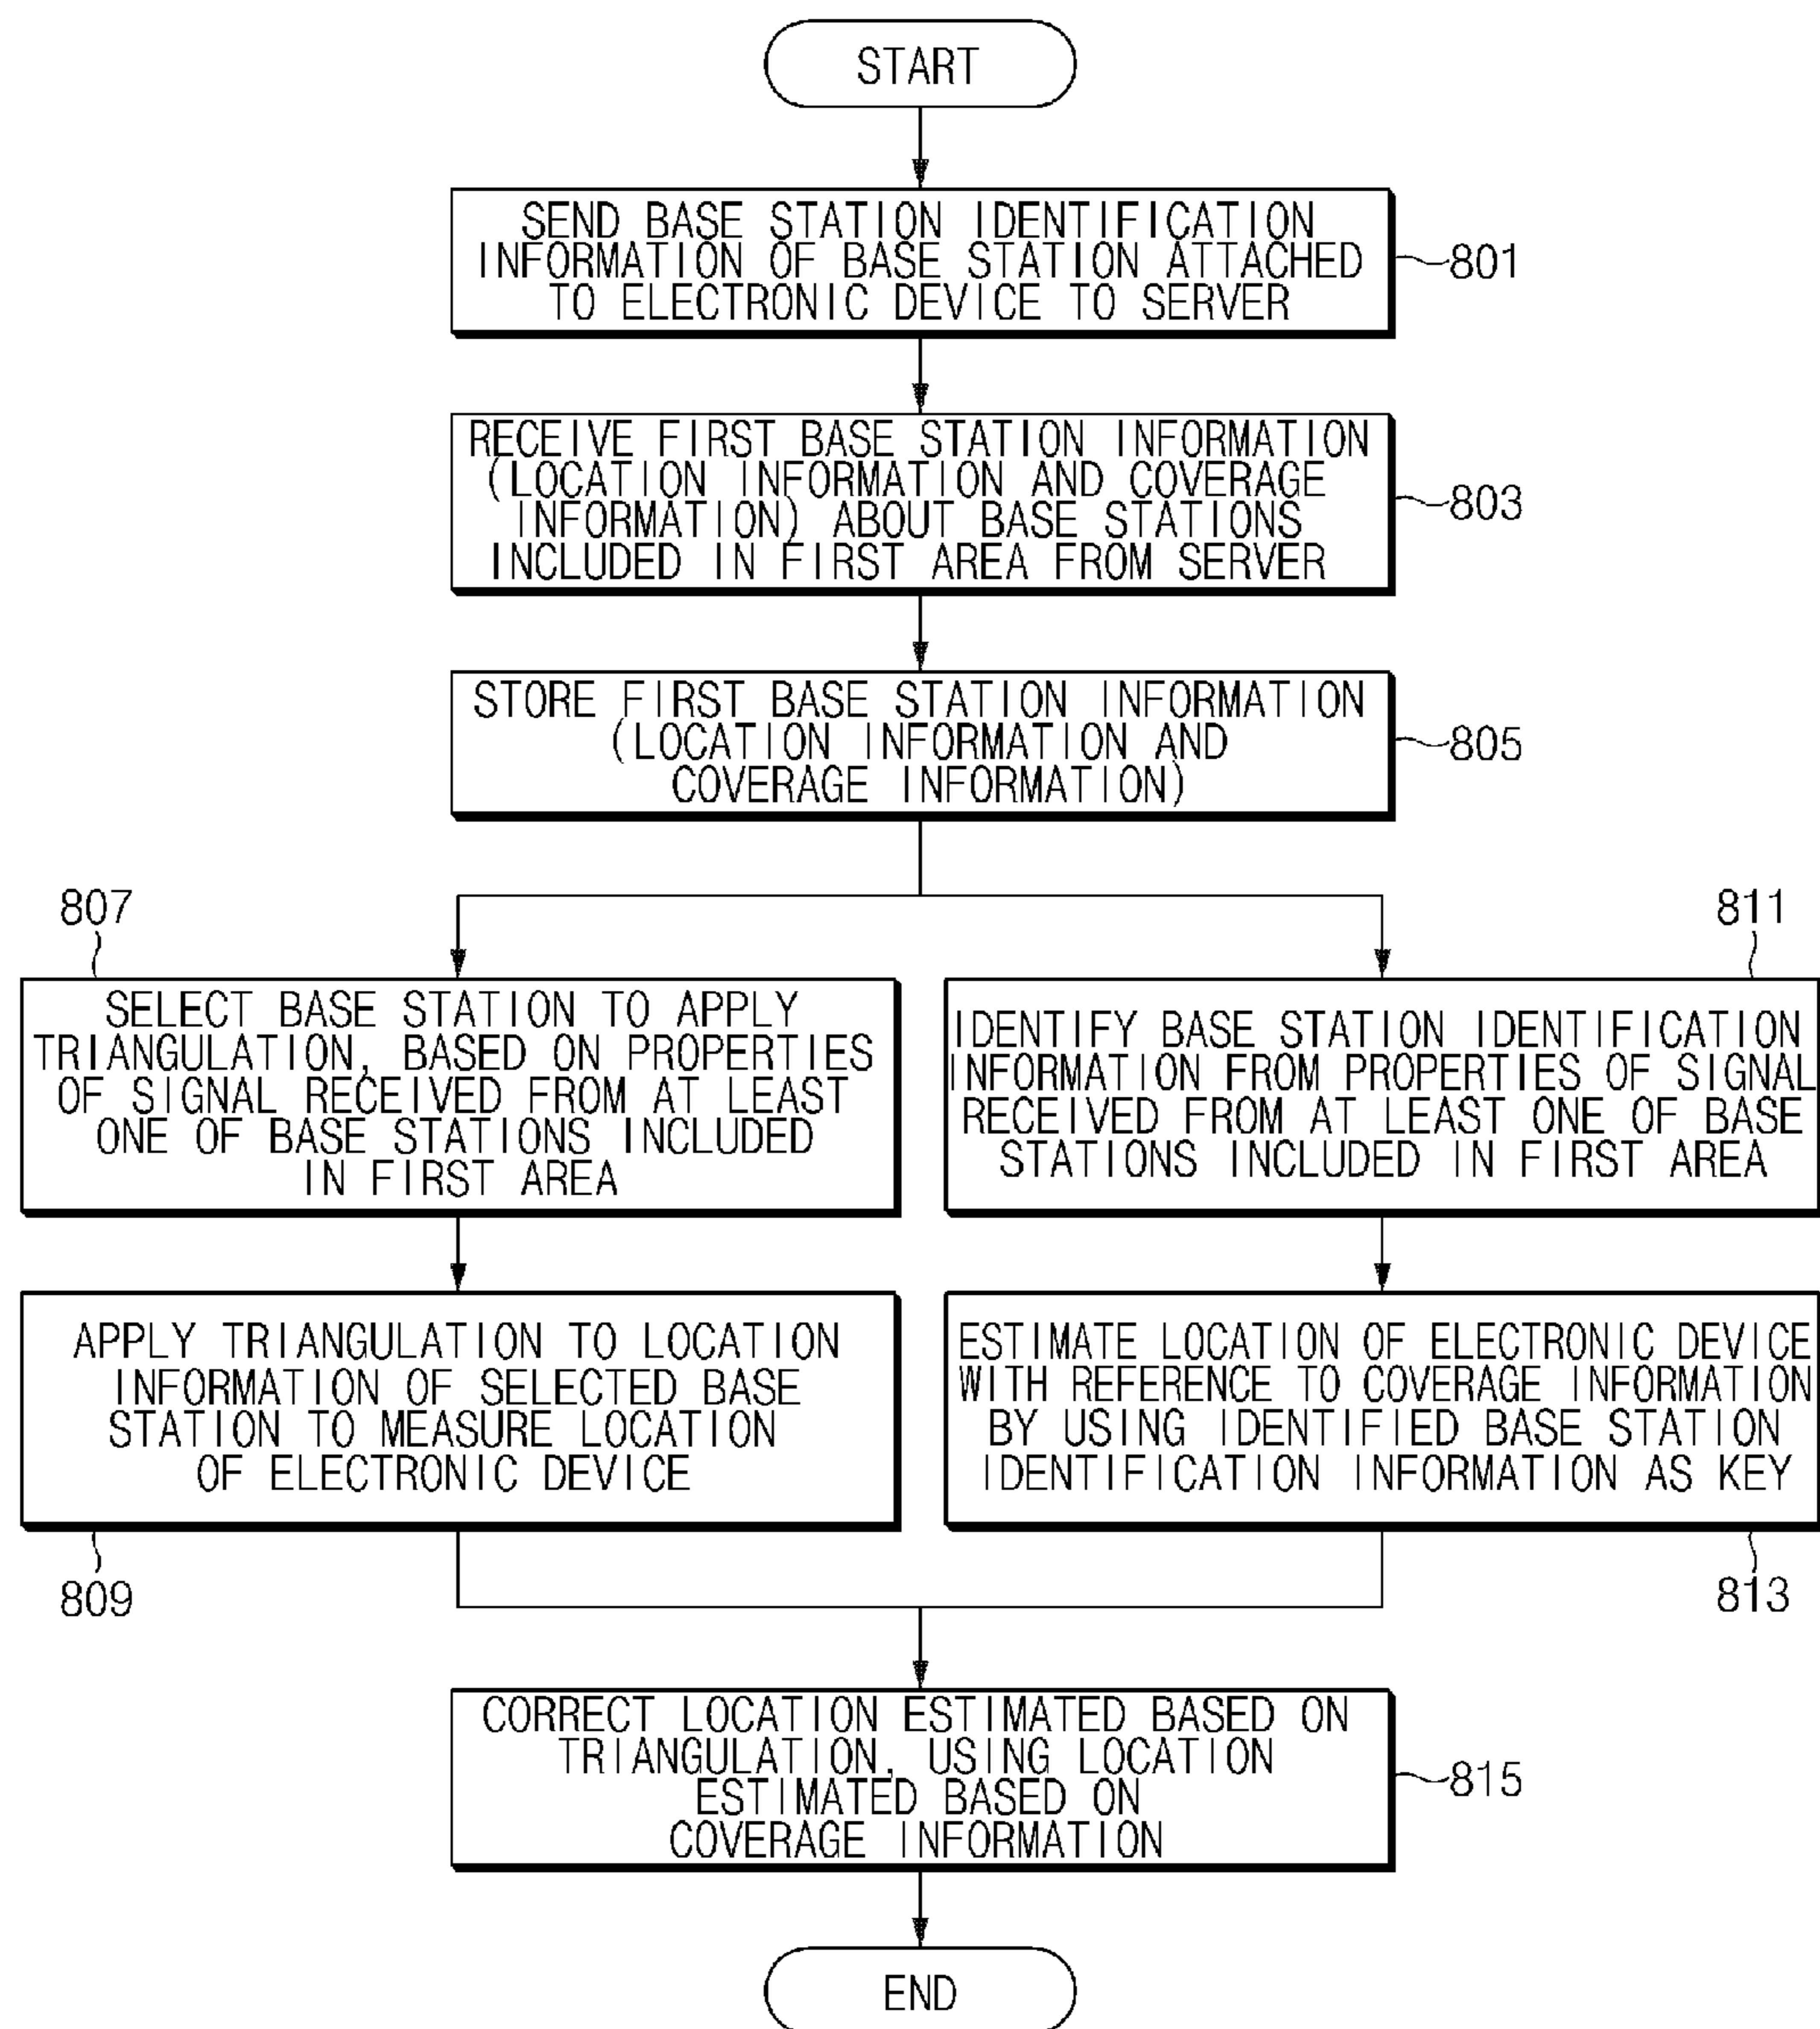 START
SEND BASE STATION IDENTIFICATION
INFORMATION OF BASE STATION ATTACHED
TO ELECTRONIC DEVICE TO SERVER
801
RECEIVE FIRST BASE STATION INFORMATION
(LOCATION INFORMATION AND COVERAGE
INFORMATION) ABOUT BASE STATIONS
INCLUDED IN FIRST AREA FROM SERVER
803
STORE FIRST BASE STATION INFORMATION
(LOCATION INFORMATION AND
COVERAGE INFORMATION)
805
807
SELECT BASE STATION TO APPLY
TRIANGULATION, BASED ON PROPERTIES
OF SIGNAL RECEIVED FROM AT LEAST
ONE OF BASE STATIONS INCLUDED
IN FIRST AREA
811
IDENTIFY BASE STATION IDENTIFICATION
INFORMATION FROM PROPERTIES OF SIGNAL
RECEIVED FROM AT LEAST ONE OF BASE
STATIONS INCLUDED IN FIRST AREA
APPLY TRIANGULATION TO LOCATION
INFORMATION OF SELECTED BASE
STATION TO MEASURE LOCATION
OF ELECTRONIC DEVICE
809
ESTIMATE LOCATION OF ELECTRONIC DEVICE
WITH REFERENCE TO COVERAGE INFORMATION
BY USING IDENTIFIED BASE STATION
IDENTIFICATION INFORMATION AS KEY
813
CORRECT LOCATION ESTIMATED BASED ON
TRIANGULATION, USING LOCATION
ESTIMATED BASED ON
COVERAGE INFORMATION
815
END